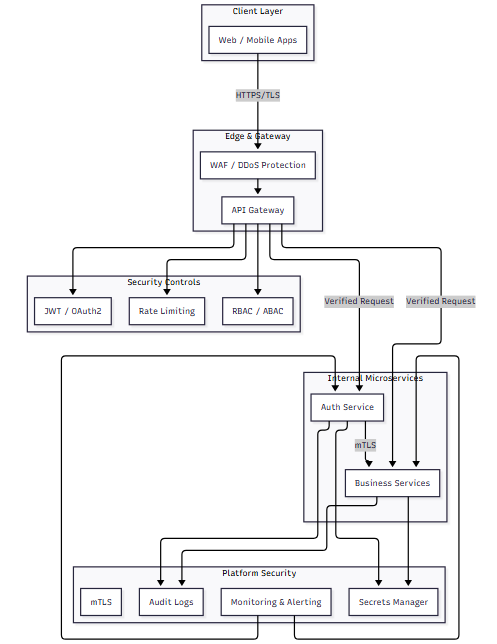 Client Layer
Web / Mobile Apps
HTTPS/TLS
Edge & Gateway
WAF / DDoS Protection
API Gateway
Security Controls
JWT / OAuth2
Rate Limiting
RBAC / ABAC
Verified Request
Verified Request
Internal Microservices
Auth Service
mTLS
Business Services
Platform Security
mTLS
Audit Logs
Monitoring & Alerting
Secrets Manager